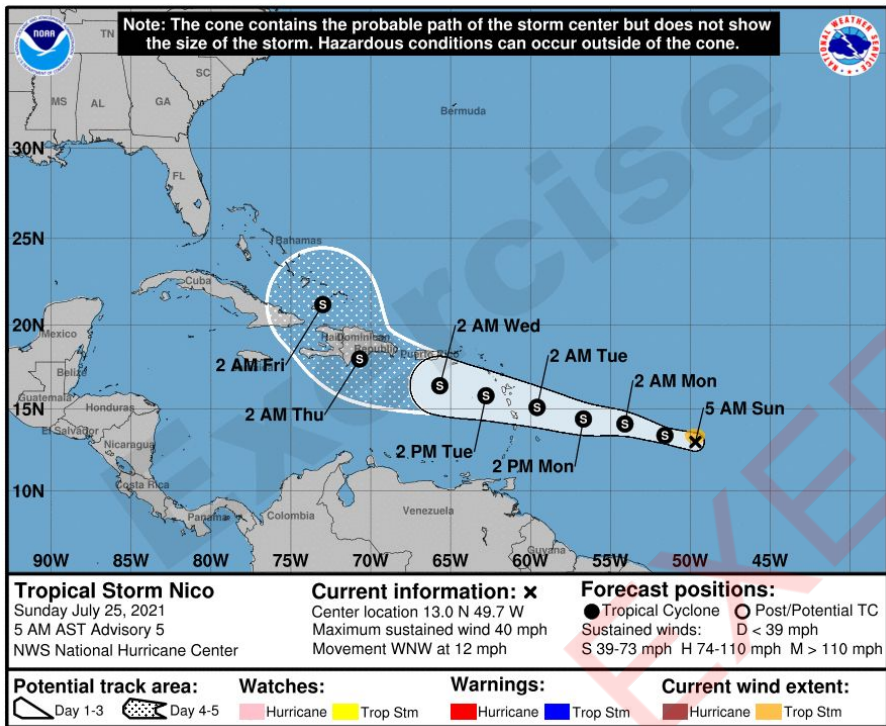 Note: The cone contains the probable path of the storm center but does not show
the size of the storm. Hazardous conditions can occur outside of the cone.
NOAA
NATIONAL WEATHER SERVICE
TN
NC
SC
MS
AL
GA
Bermuda
30N
FL
25N
Bahamas
Cuba
20N
Mexico
2 AM Wed
Haiti
Dominican
Republic
Puerto Rico
2 AM Fri
2 AM Tue
Belize
2 AM Mon
Guatemala
Honduras
2 AM Thu
5 AM Sun
15N
El Salvador
Nicaragua
2 PM Tue
2 PM Mon
10N
Costa Rica
Panama
Colombia
Venezuela
Guyana
S
S
S
S
S
S
S
S
90W 85W 80W 75W 70W 65W 60W 55W 50W 45W
Exercise
EXER
Tropical Storm Nico
Sunday July 25, 2021
5 AM AST Advisory 5
NWS National Hurricane Center
Current information: ×
Center location 13.0 N 49.7 W
Maximum sustained wind 40 mph
Movement WNW at 12 mph
Forecast positions:
Tropical Cyclone Post/Potential TC
Sustained winds: D < 39 mph
S 39-73 mph H 74-110 mph M > 110 mph
Potential track area:
Day 1-3 Day 4-5
Watches:
Hurricane Trop Stm
Warnings:
Hurricane Trop Stm
Current wind extent:
Hurricane Trop Stm